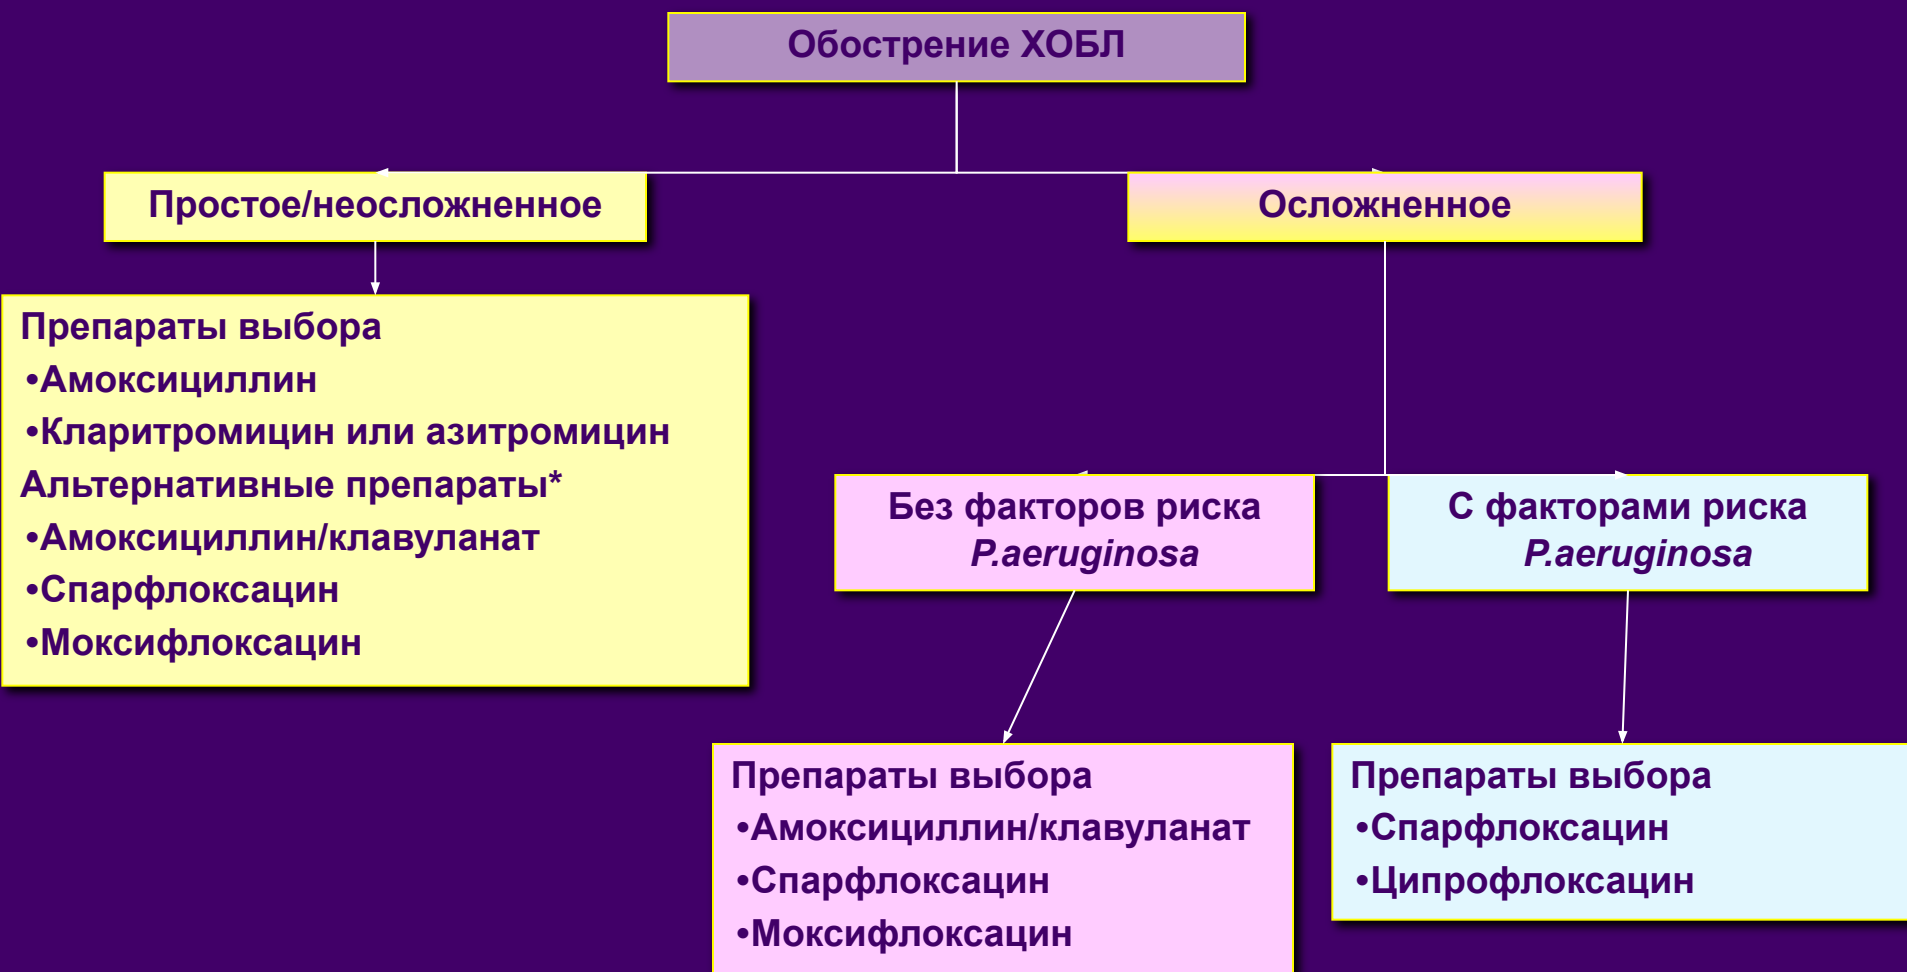 Обострение ХОБЛ
Простое/неосложненное
Осложненное
Препараты выбора
•Амоксициллин
•Кларитромицин или азитромицин
Альтернативные препараты*
•Амоксициллин/клавуланат
•Спарфлоксацин
•Моксифлоксацин
Без факторов риска
P.aeruginosa
С факторами риска
P.aeruginosa
Препараты выбора
•Амоксициллин/клавуланат
•Спарфлоксацин
•Моксифлоксацин
Препараты выбора
•Спарфлоксацин
•Ципрофлоксацин